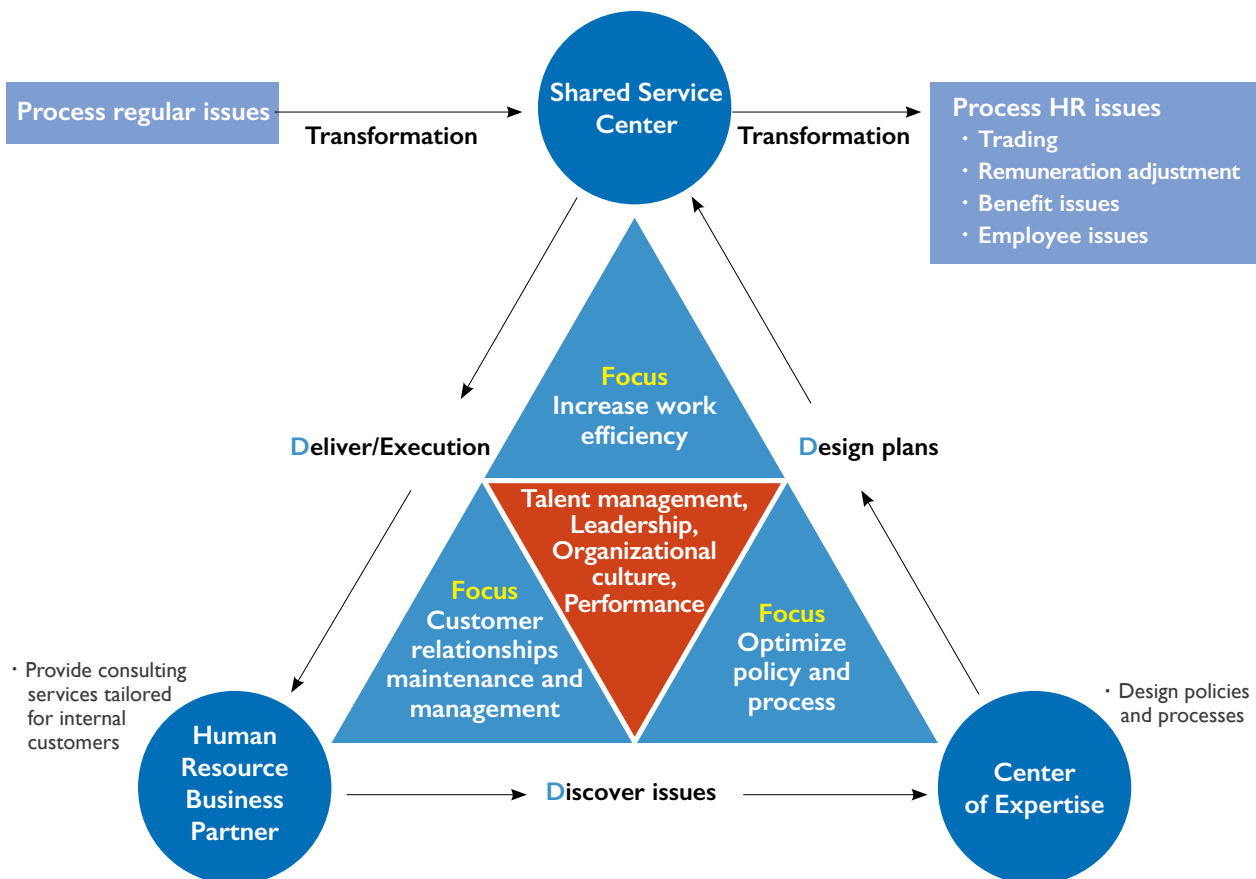 Shared Service
Center
Process regular issues
Transformation
Transformation
Process HR issues
· Trading
· Remuneration adjustment
· Benefit issues
· Employee issues
Focus
Increase work
efficiency
Deliver/Execution
Design plans
Talent management,
Leadership,
Organizational
culture,
Performance
Focus
Customer
relationships
maintenance and
management
Focus
Optimize
policy and
process
· Provide consulting
services tailored
for internal
customers
Human
Resource
Business
Partner
Discover issues
Center
of Expertise
· Design policies
and processes